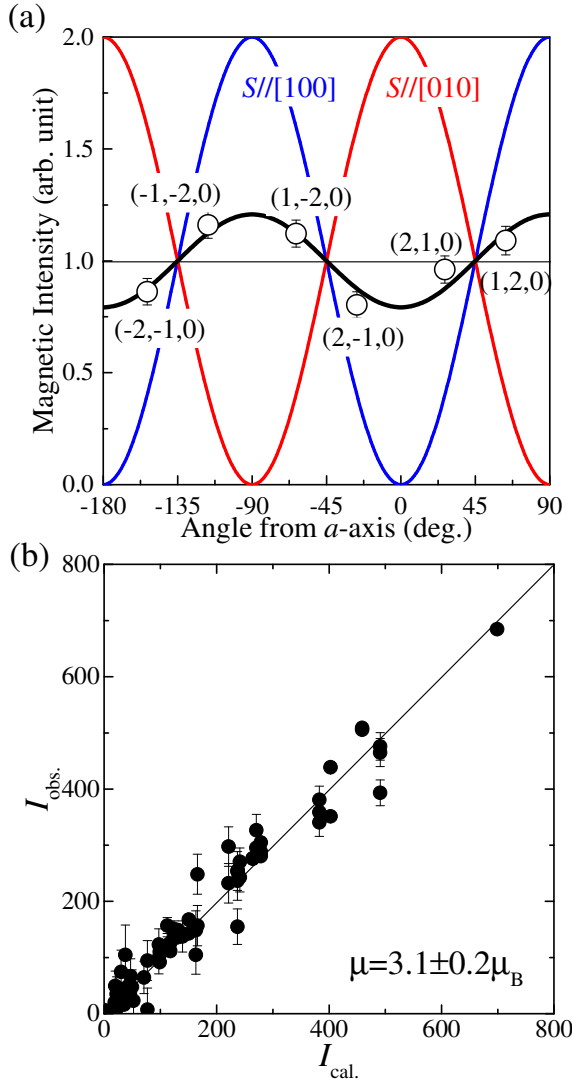 (a)
2.0
S//[100] S//[010]
1.5
(-1,-2,0) (1,-2,0)
(2,1,0)
1.0
(1,2,0)
(-2,-1,0) (2,-1,0)
0.5
0.0
-180 -135 -90 -45 0 45 90
Magnetic Intensity (arb. unit)
Angle from a-axis (deg.)
(b)
800
600
400
200
0
I_obs.
μ=3.1±0.2μ_B
0 200 400 600 800
I_cal.